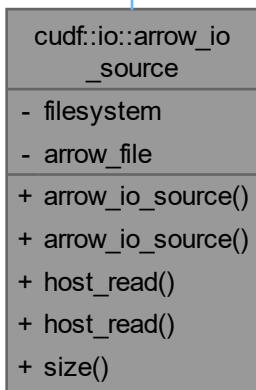 cudf::io::arrow_io
_source
- filesystem
- arrow_file
+ arrow_io_source()
+ arrow_io_source()
+ host_read()
+ host_read()
+ size()